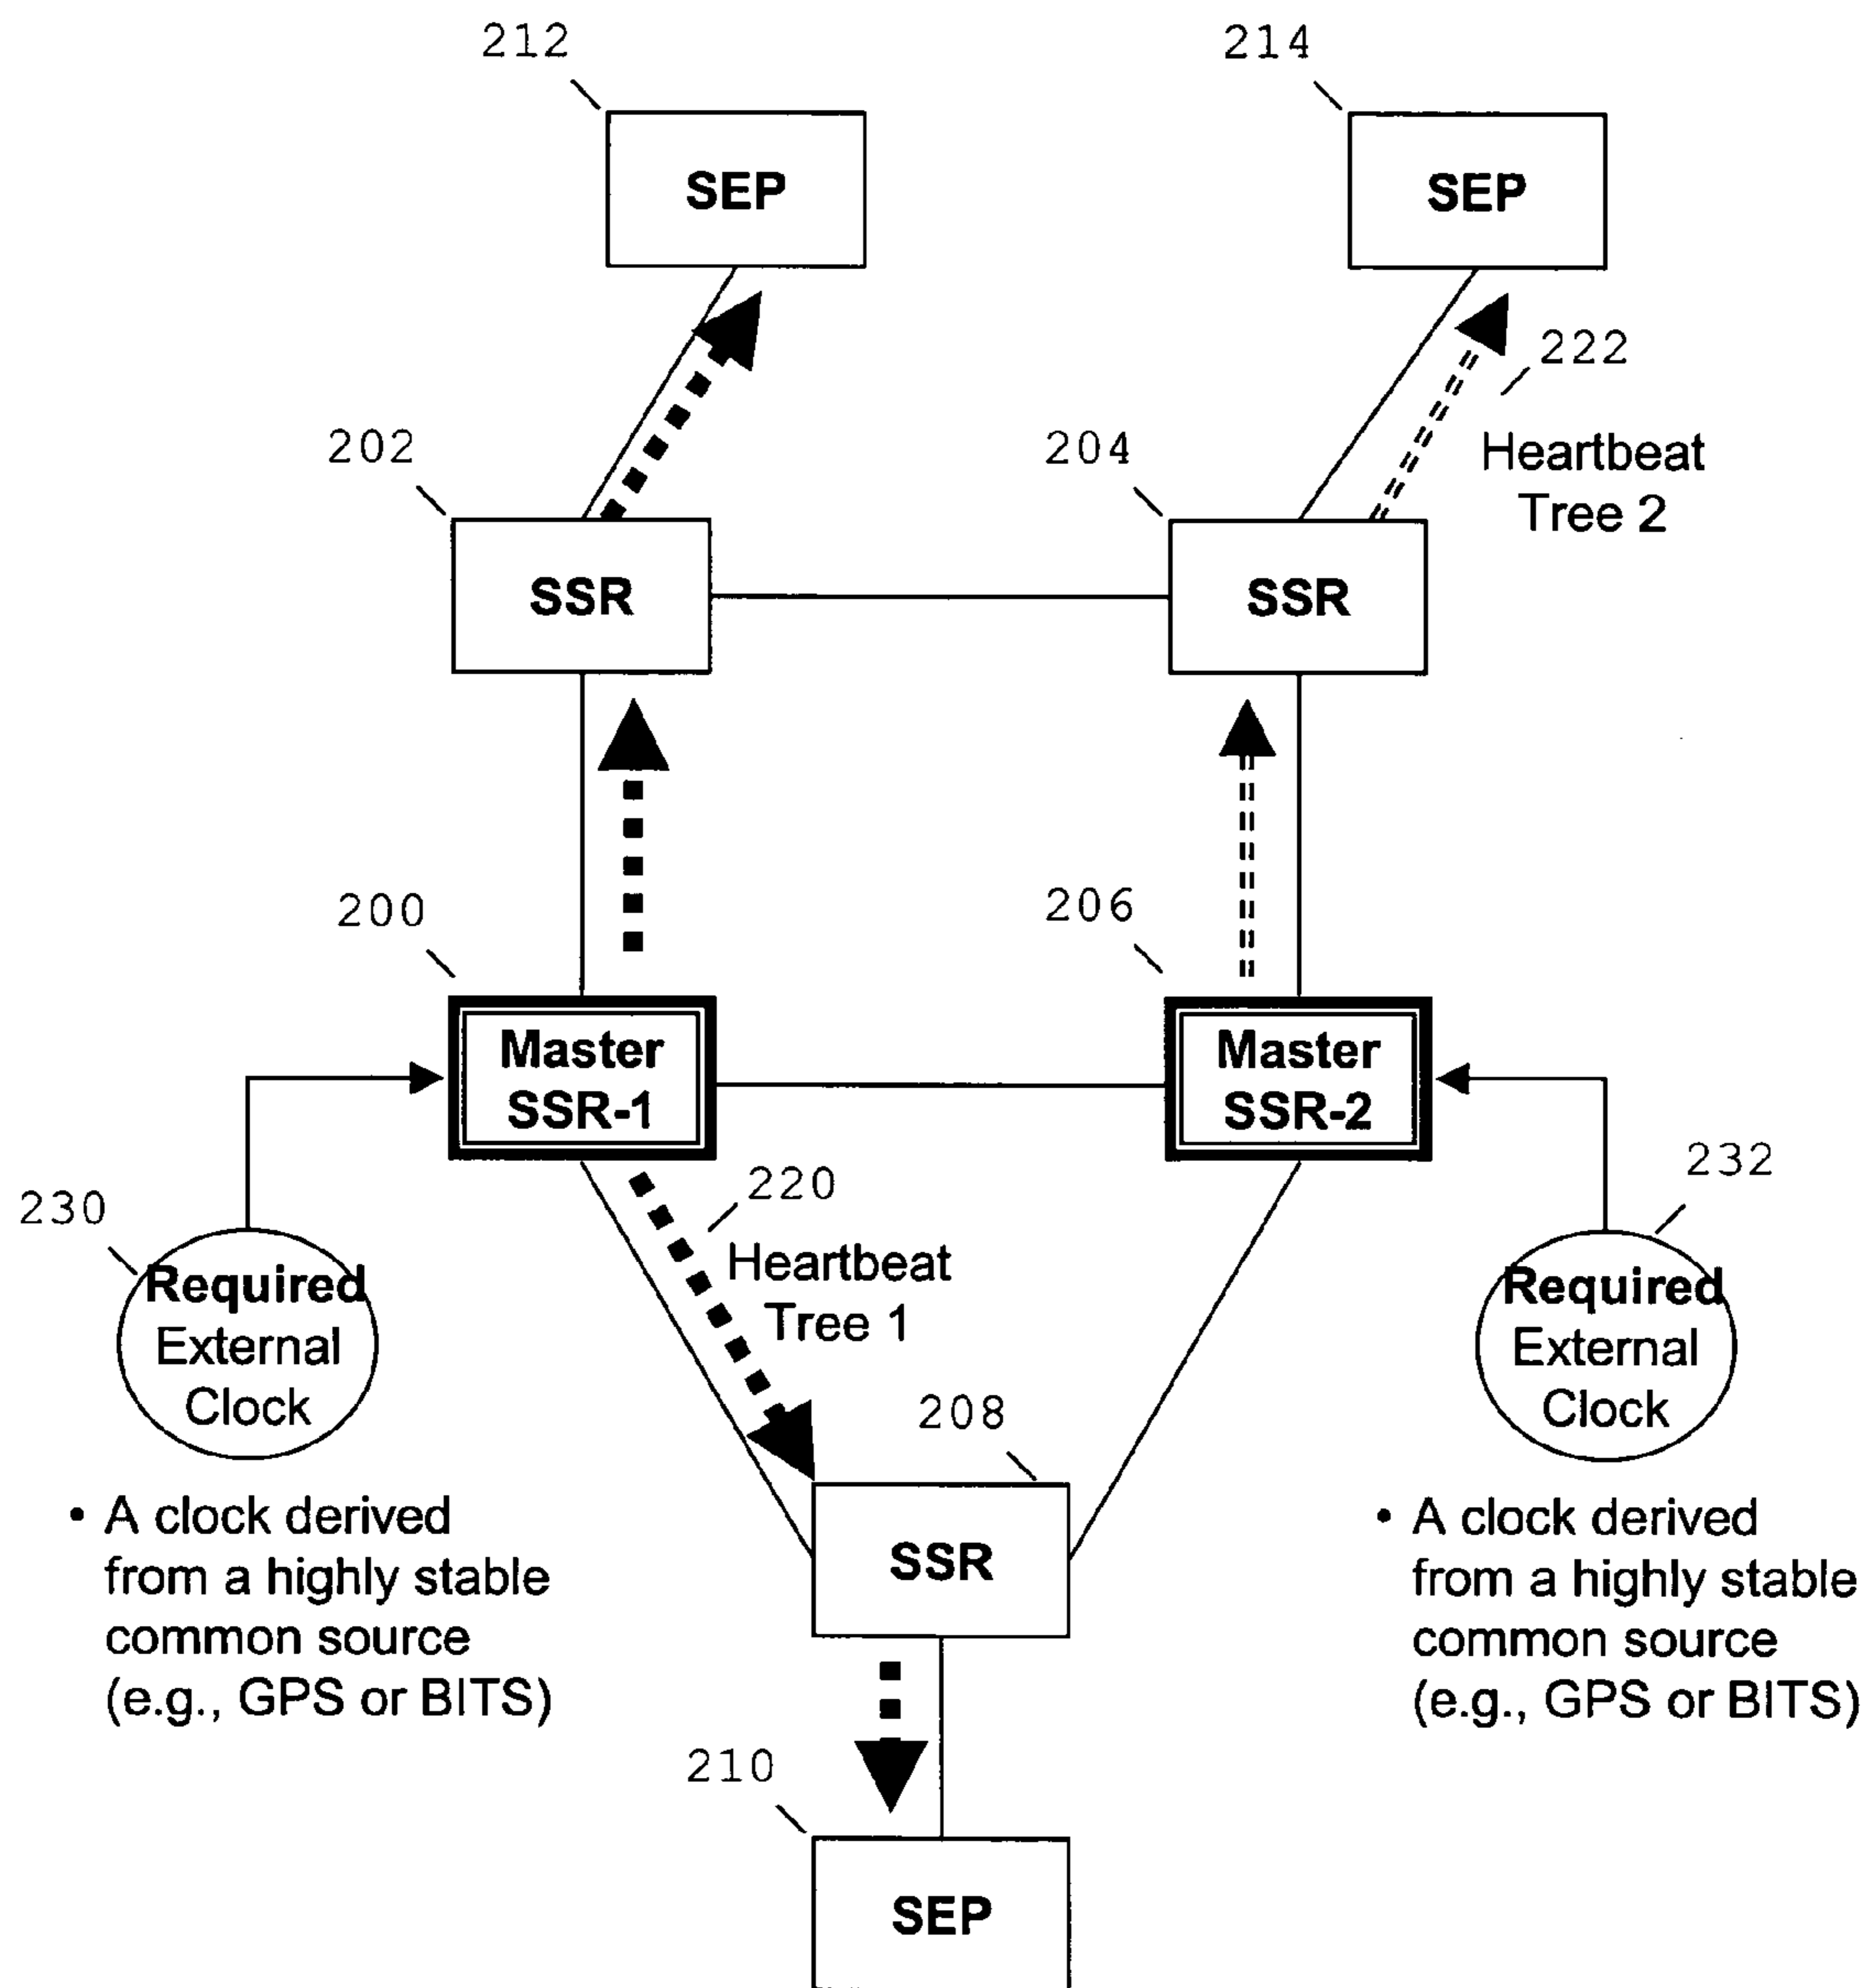 212
214
SEP
SEP
222
Heartbeat
Tree 2
202
204
SSR
SSR
200
206
Master
SSR-1
Master
SSR-2
220
Heartbeat
Tree 1
230
Required
External
Clock
232
Required
External
Clock
• A clock derived
from a highly stable
common source
(e.g., GPS or BITS)
• A clock derived
from a highly stable
common source
(e.g., GPS or BITS)
208
SSR
210
SEP